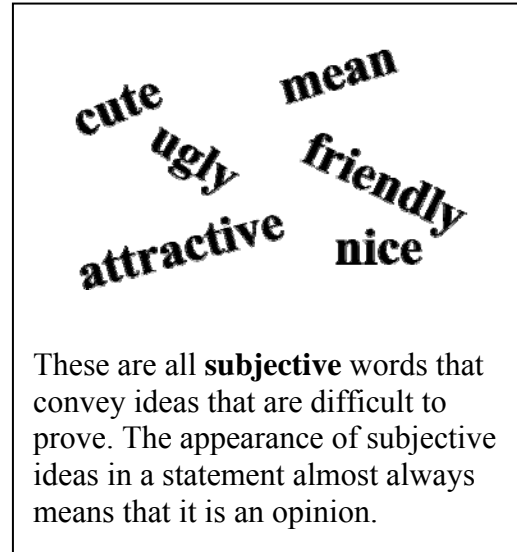 cute
mean
ugly
friendly
attractive
nice
These are all subjective words that
convey ideas that are difficult to
prove. The appearance of subjective
ideas in a statement almost always
means that it is an opinion.